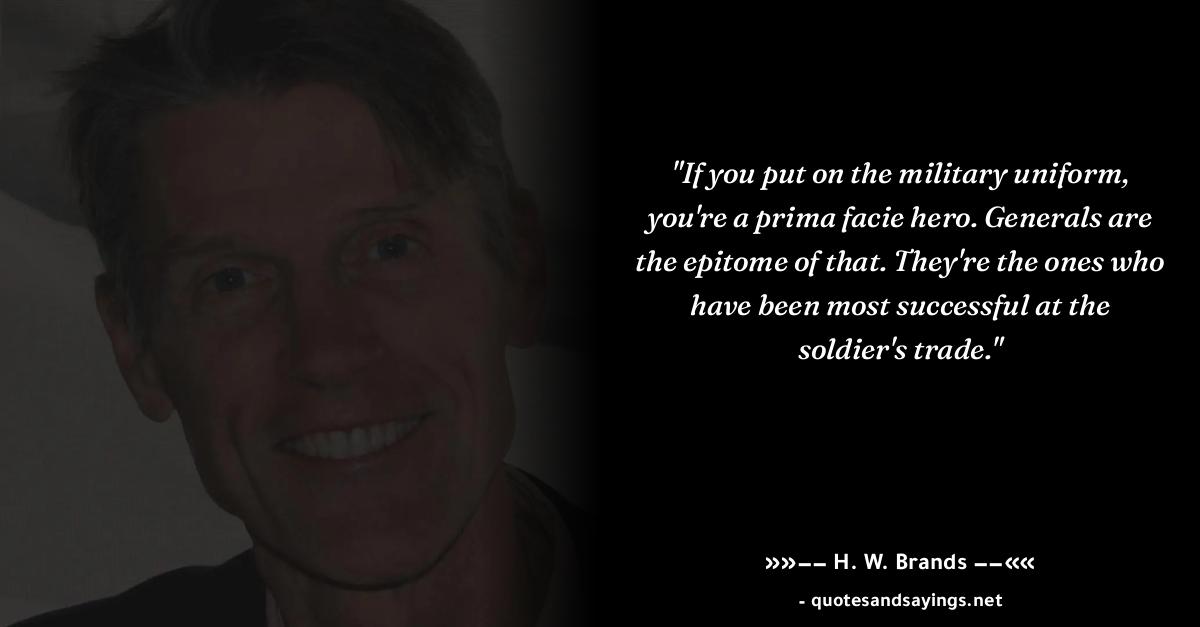 "If you put on the military uniform,
you're a prima facie hero. Generals are
the epitome of that. They're the ones who
have been most successful at the
soldier's trade."
»»–– H. W. Brands ––««
- quotesandsayings.net